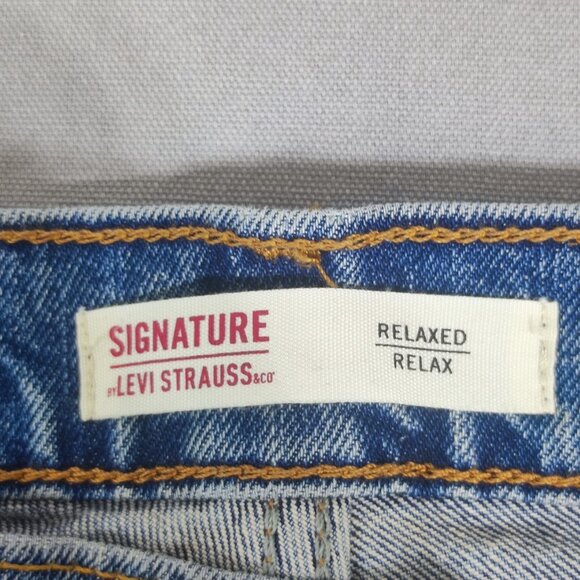 SIGNATURE
BY LEVI STRAUSS & CO
RELAXED
RELAX